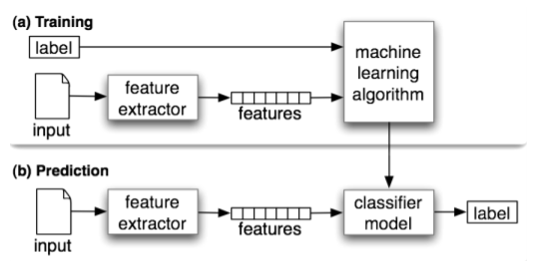 (a) Training
label
machine
learning
algorithm
feature
extractor
features
input
(b) Prediction
feature
extractor
features
input
classifier
model
label